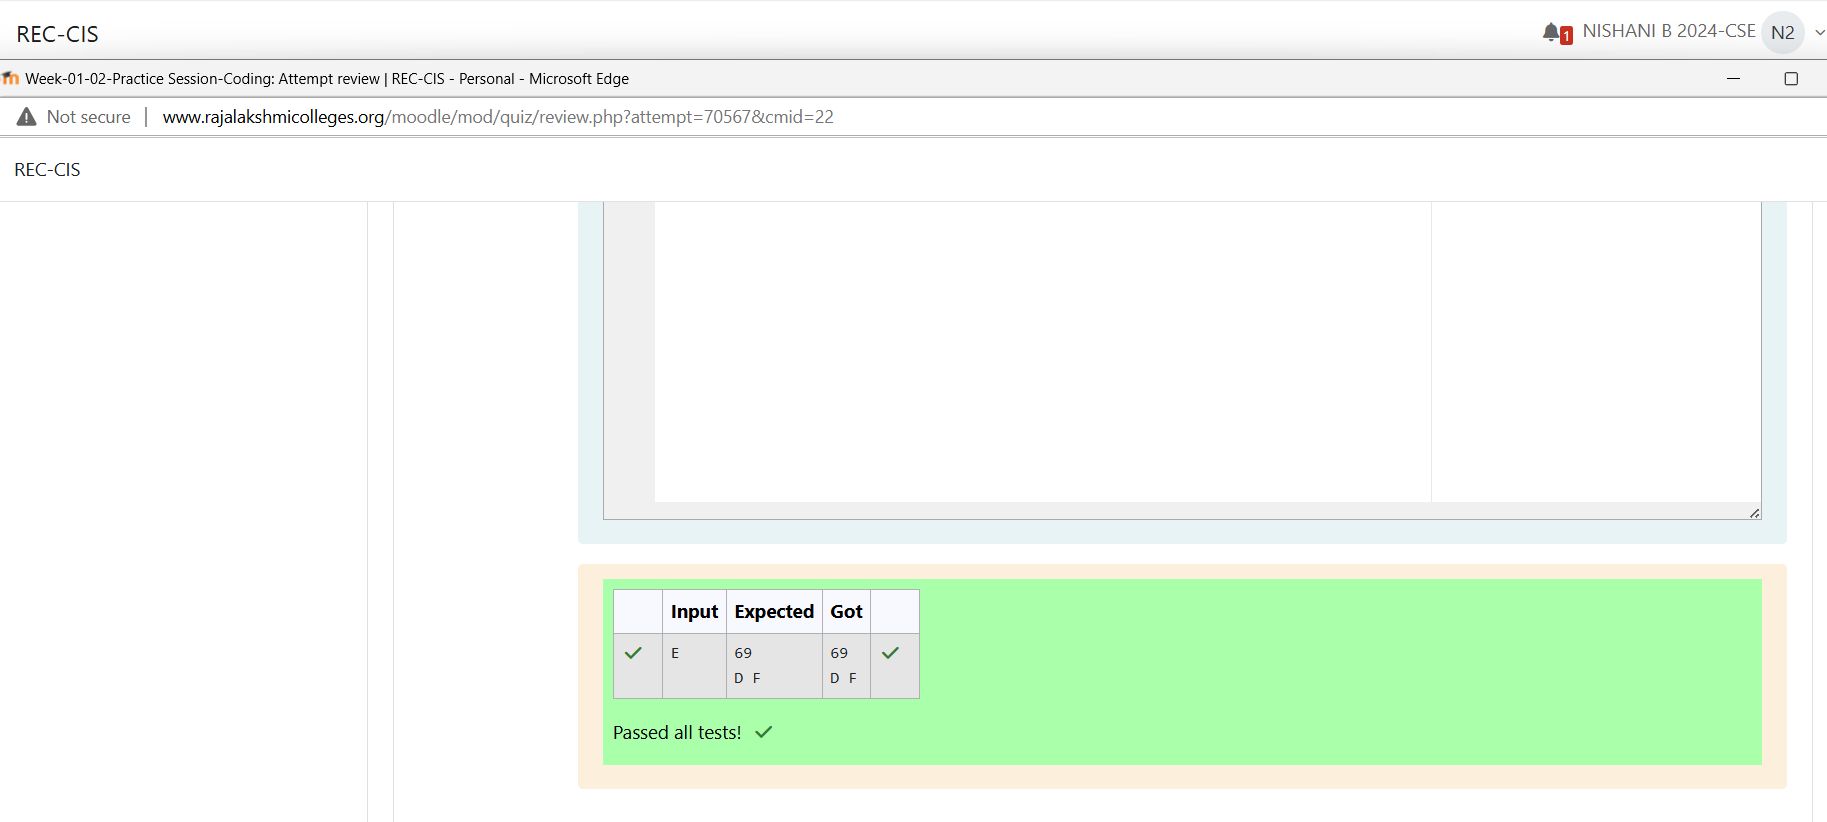 REC-CIS
1 NISHANI B 2024-CSE N2
Week-01-02-Practice Session-Coding: Attempt review | REC-CIS - Personal - Microsoft Edge
Not secure | www.rajalakshmicolleges.org/moodle/mod/quiz/review.php?attempt=70567&cmid=22
REC-CIS
Input Expected Got
E 69 69
D F D F
Passed all tests!